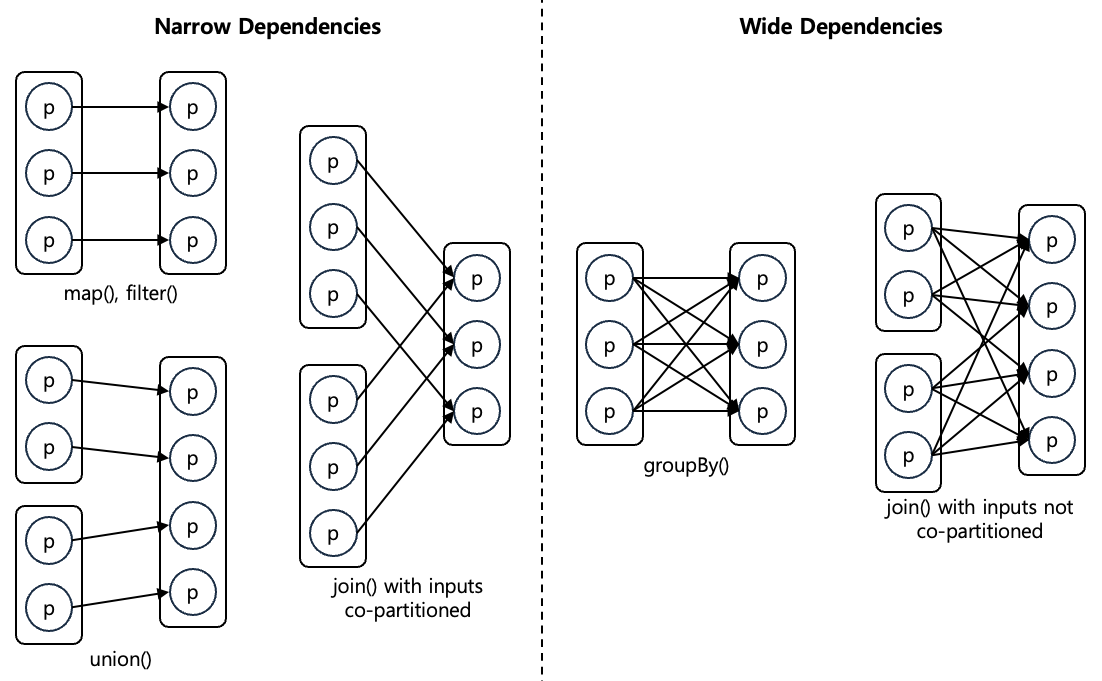 Narrow Dependencies
p
p
p
p
p
p
map(), filter()
p
p
p
p
p
p
p
p
union()
p
p
p
p
p
p
p
p
p
join() with inputs
co-partitioned
Wide Dependencies
p
p
p
p
p
p
groupBy()
p
p
p
p
p
p
p
p
join() with inputs not
co-partitioned